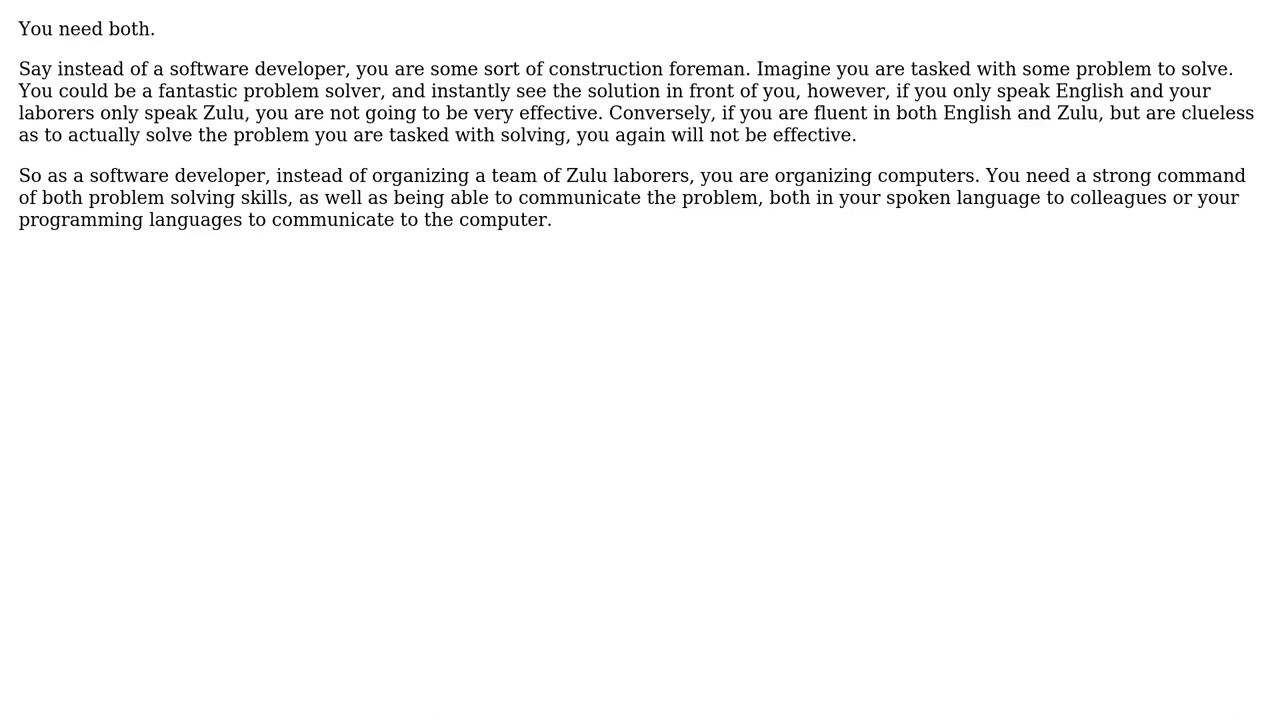 You need both.
Say instead of a software developer, you are some sort of construction foreman. Imagine you are tasked with some problem to solve.
You could be a fantastic problem solver, and instantly see the solution in front of you, however, if you only speak English and your
laborers only speak Zulu, you are not going to be very effective. Conversely, if you are fluent in both English and Zulu, but are clueless
as to actually solve the problem you are tasked with solving, you again will not be effective.
So as a software developer, instead of organizing a team of Zulu laborers, you are organizing computers. You need a strong command
of both problem solving skills, as well as being able to communicate the problem, both in your spoken language to colleagues or your
programming languages to communicate to the computer.